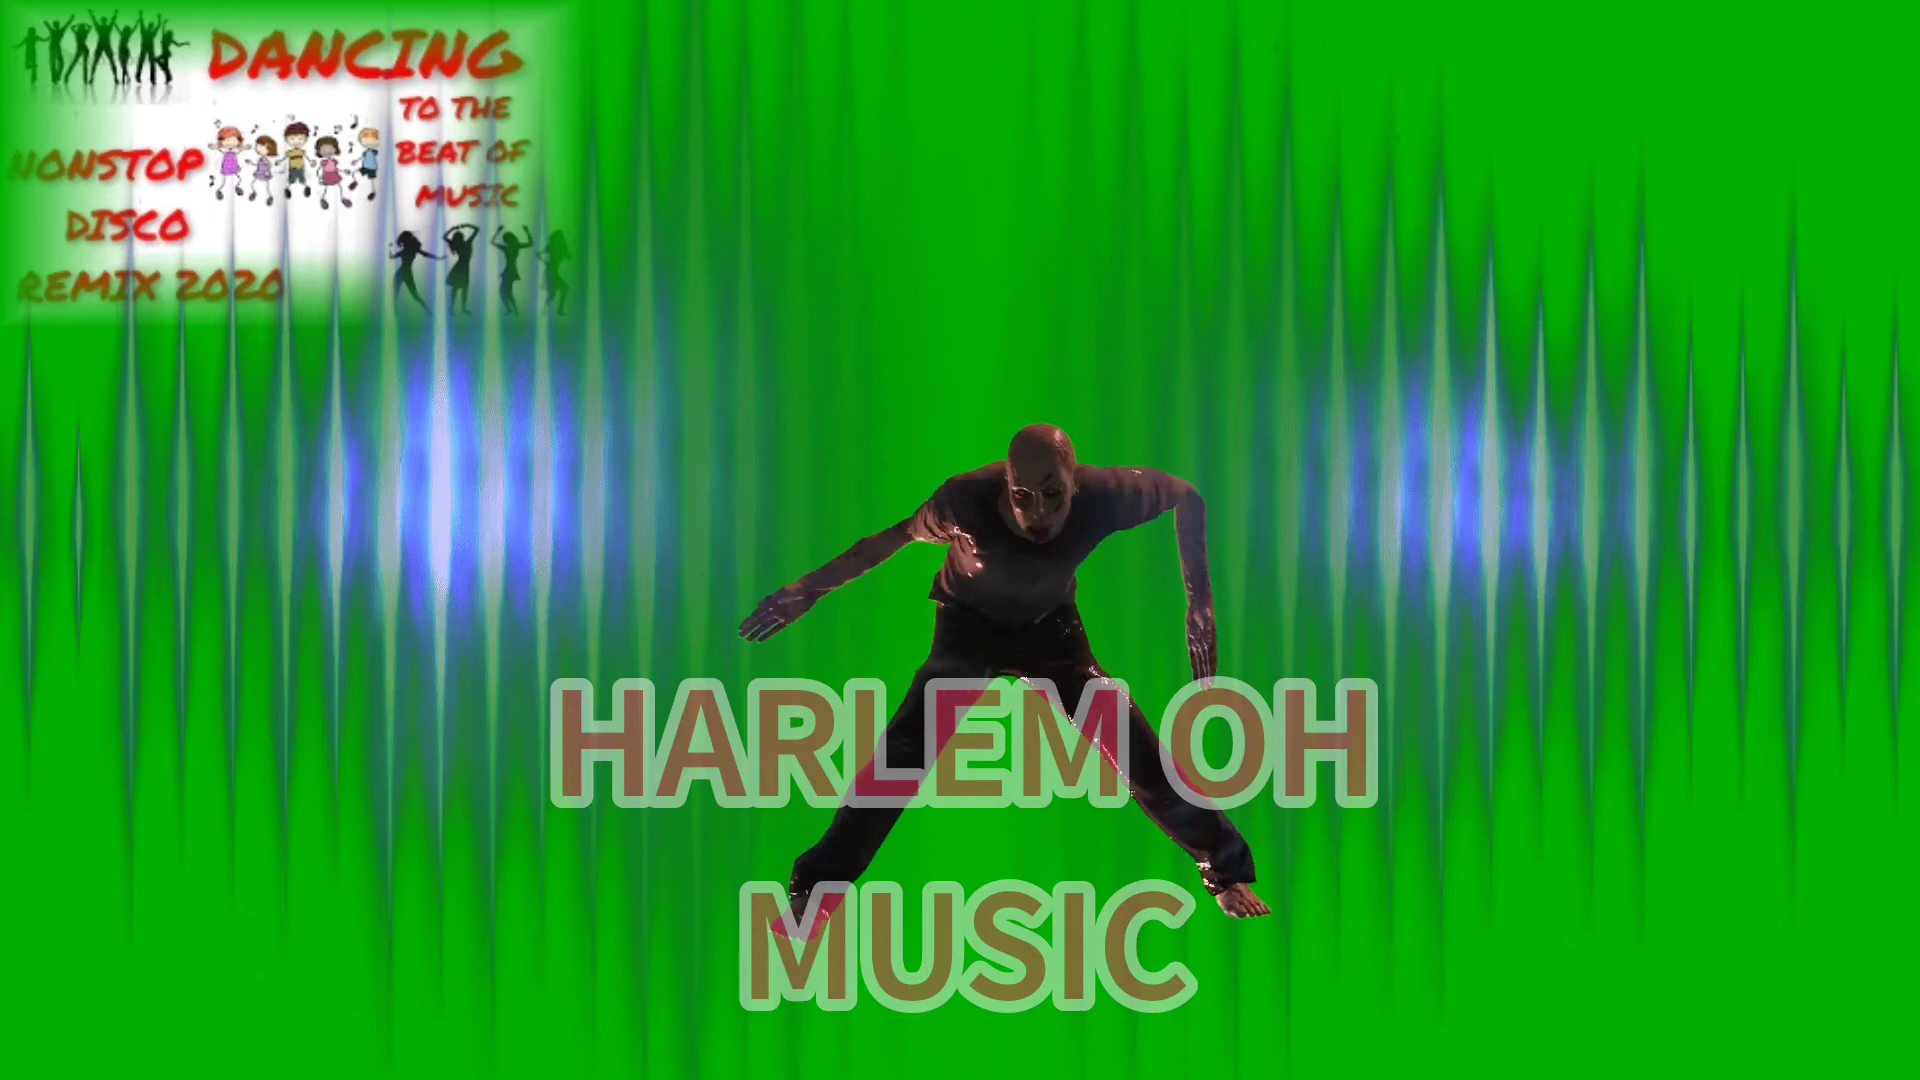 DANCING
TO THE
BEAT OF
MUSIC
NONSTOP
DISCO
REMIX 2020
HARLEM OH
MUSIC